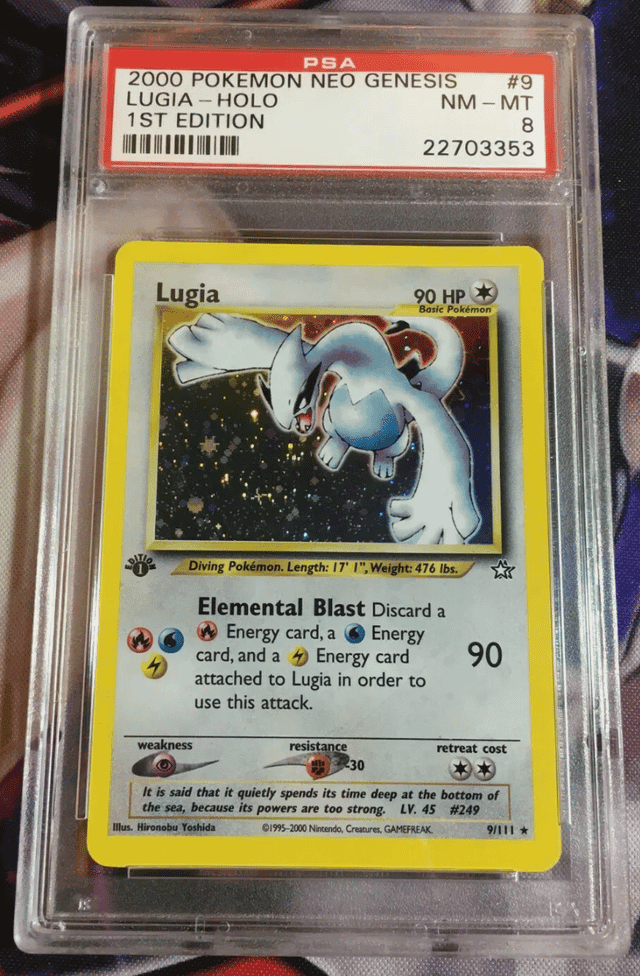 PSA
2000 POKEMON NEO GENESIS #9
LUGIA - HOLO NM - MT
1ST EDITION 8
22703353
Lugia 90 HP
Basic Pokémon
EDITION
1
Diving Pokémon. Length: 17' 1", Weight: 476 lbs.
Elemental Blast Discard a
Energy card, a Energy
card, and a Energy card 90
attached to Lugia in order to
use this attack.
weakness resistance retreat cost
-30
It is said that it quietly spends its time deep at the bottom of
the sea, because its powers are too strong. LV. 45 #249
Illus. Hironobu Yoshida ©1995-2000 Nintendo, Creatures, GAMEFREAK. 9/111 ★